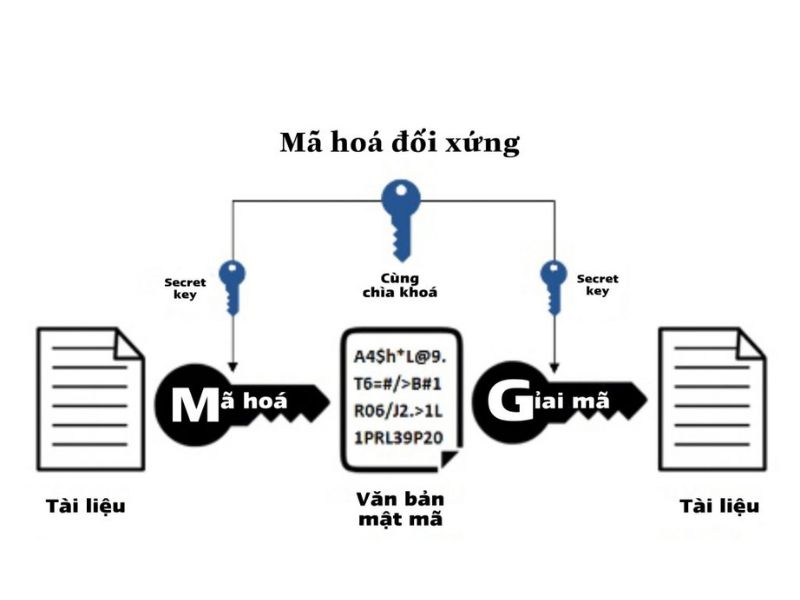 Mã hoá đối xứng
Secret
key
Cùng
chìa khoá
Secret
key
Mã hoá
A4$h*L@9.
T6=#/>B#1
R06/J2.>1L
1PRL39P20
Giải mã
Tài liệu
Văn bản
mật mã
Tài liệu